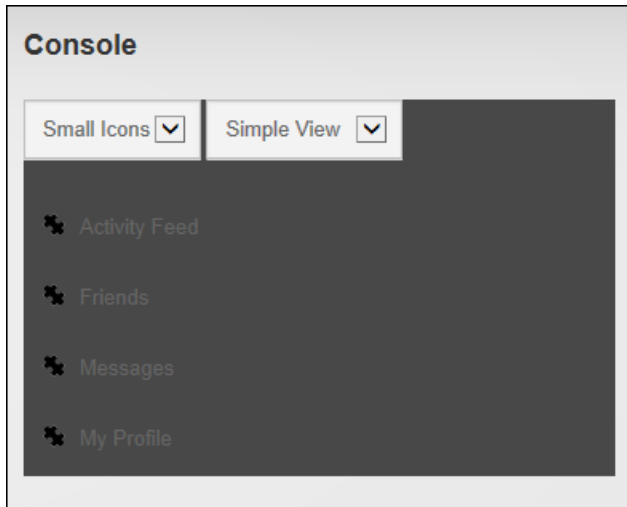 Console
Small Icons Simple View
Activity Feed
Friends
Messages
My Profile